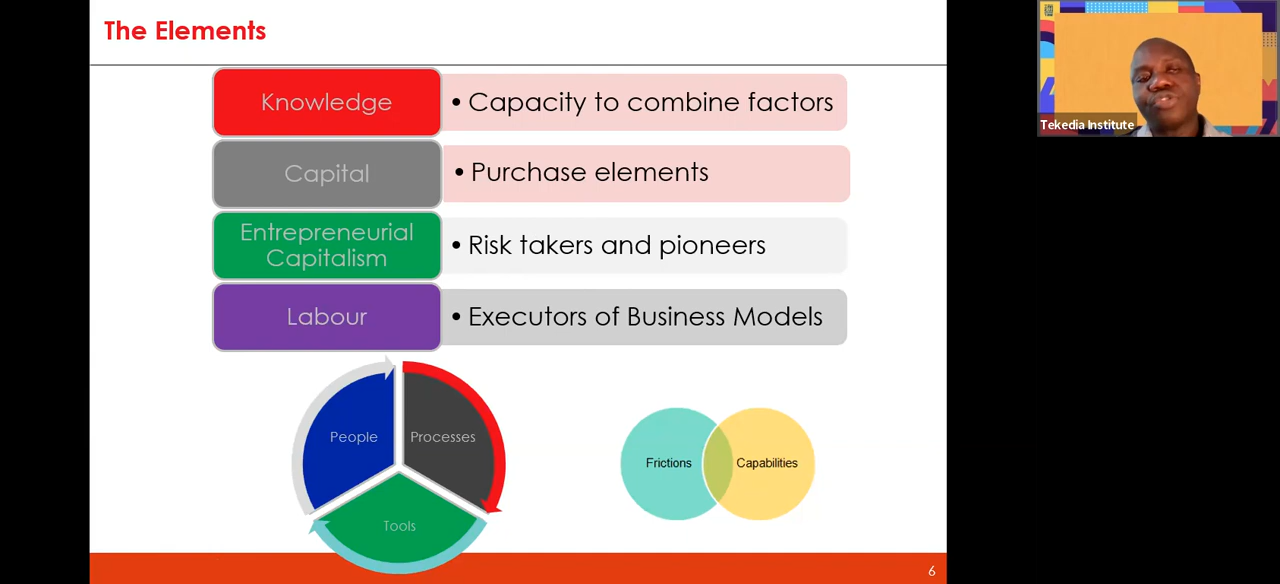 The Elements
Knowledge
• Capacity to combine factors
Capital
• Purchase elements
Entrepreneurial
Capitalism
• Risk takers and pioneers
Labour
• Executors of Business Models
People
Processes
Tools
Frictions
Capabilities
6
Tekedia Institute